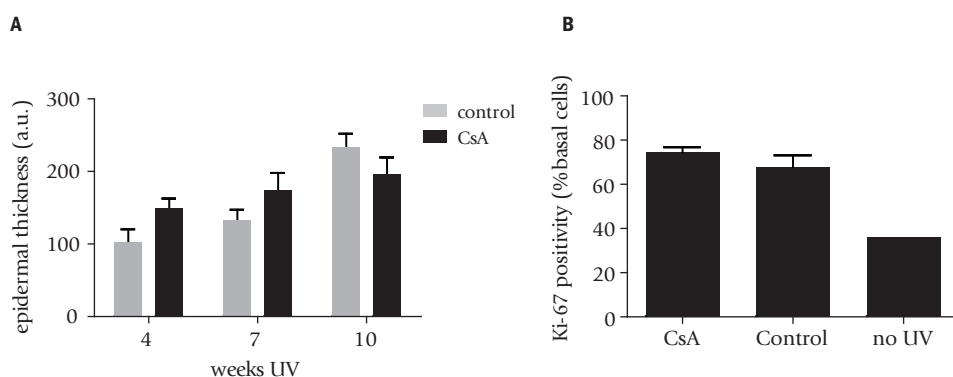 A
epidermal thickness (a.u.)
300
200
100
0
4 7 10
weeks UV
control
CsA
B
Ki-67 positivity (%basal cells)
100
80
60
40
20
0
CsA Control no UV